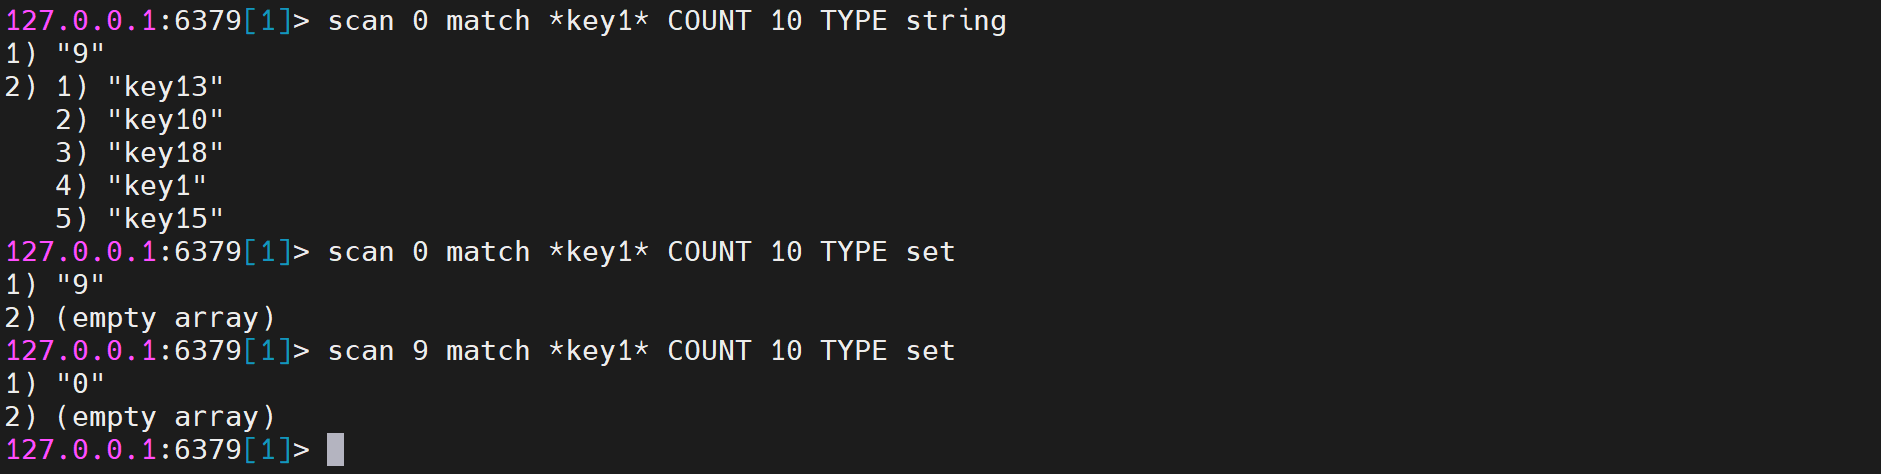 127.0.0.1:6379[1]> scan 0 match *key1* COUNT 10 TYPE string
1) "9"
2) 1) "key13"
   2) "key10"
   3) "key18"
   4) "key1"
   5) "key15"
127.0.0.1:6379[1]> scan 0 match *key1* COUNT 10 TYPE set
1) "9"
2) (empty array)
127.0.0.1:6379[1]> scan 9 match *key1* COUNT 10 TYPE set
1) "0"
2) (empty array)
127.0.0.1:6379[1]>